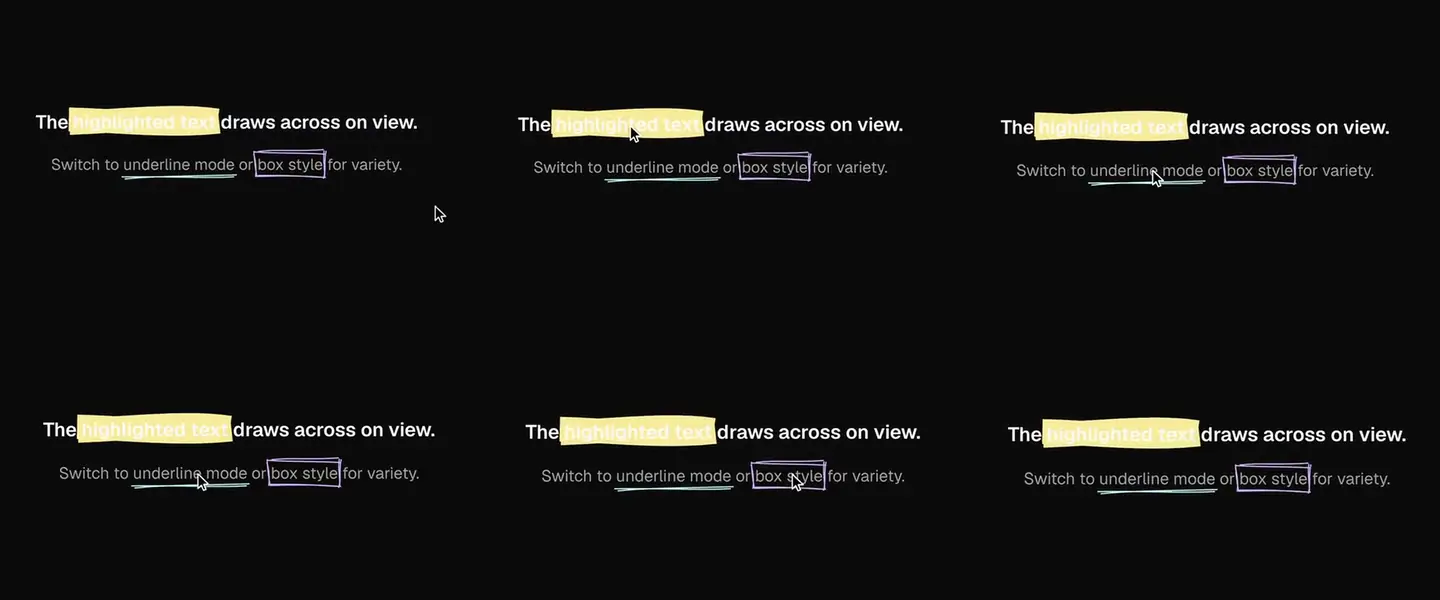 The highlighted text draws across on view.
Switch to underline mode or box style for variety.
The highlighted text draws across on view.
Switch to underline mode or box style for variety.
The highlighted text draws across on view.
Switch to underline mode or box style for variety.
The highlighted text draws across on view.
Switch to underline mode or box style for variety.
The highlighted text draws across on view.
Switch to underline mode or box style for variety.
The highlighted text draws across on view.
Switch to underline mode or box style for variety.